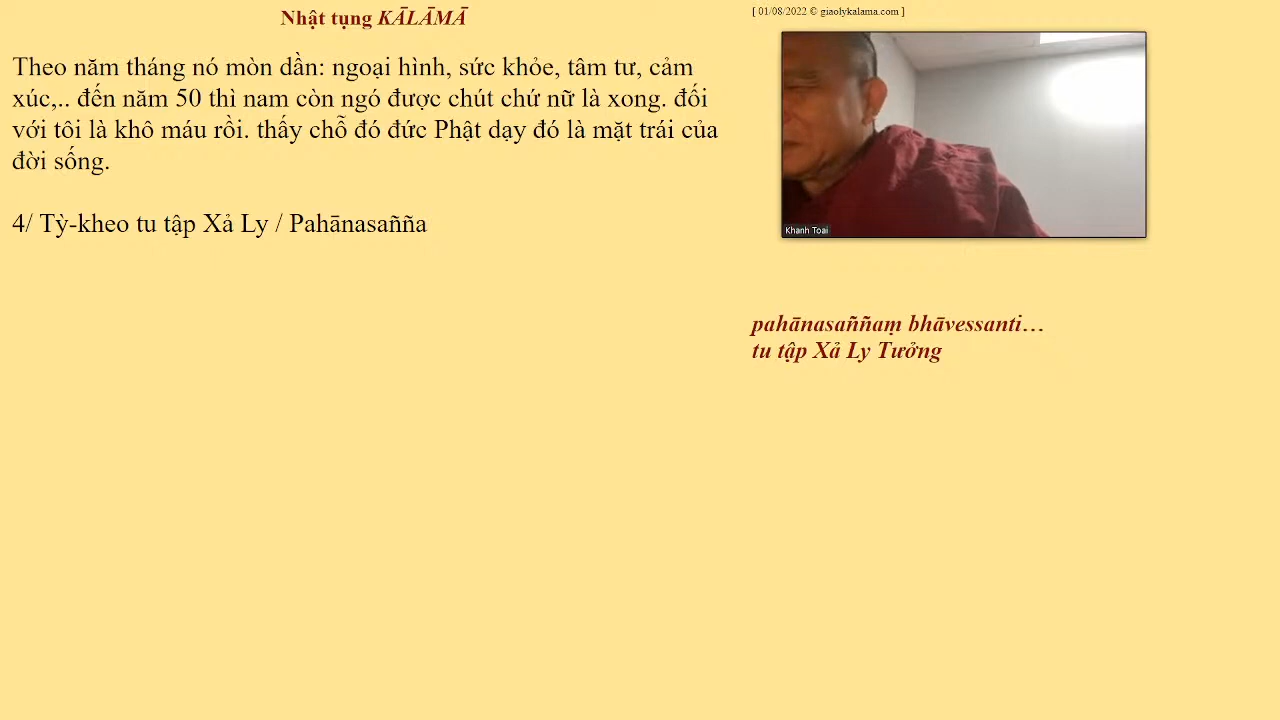 Nhật tụng KĀLĀMĀ
Theo năm tháng nó mòn dần: ngoại hình, sức khỏe, tâm tư, cảm
xúc,.. đến năm 50 thì nam còn ngó được chút chứ nữ là xong. đối
với tôi là khô máu rồi. thấy chỗ đó đức Phật dạy đó là mặt trái của
đời sống.
4/ Tỳ-kheo tu tập Xả Ly / Pahānasañña
[ 01/08/2022 © giaolykalama.com ]
Khanh Toai
pahānasaññaṃ bhāvessanti…
tu tập Xả Ly Tưởng